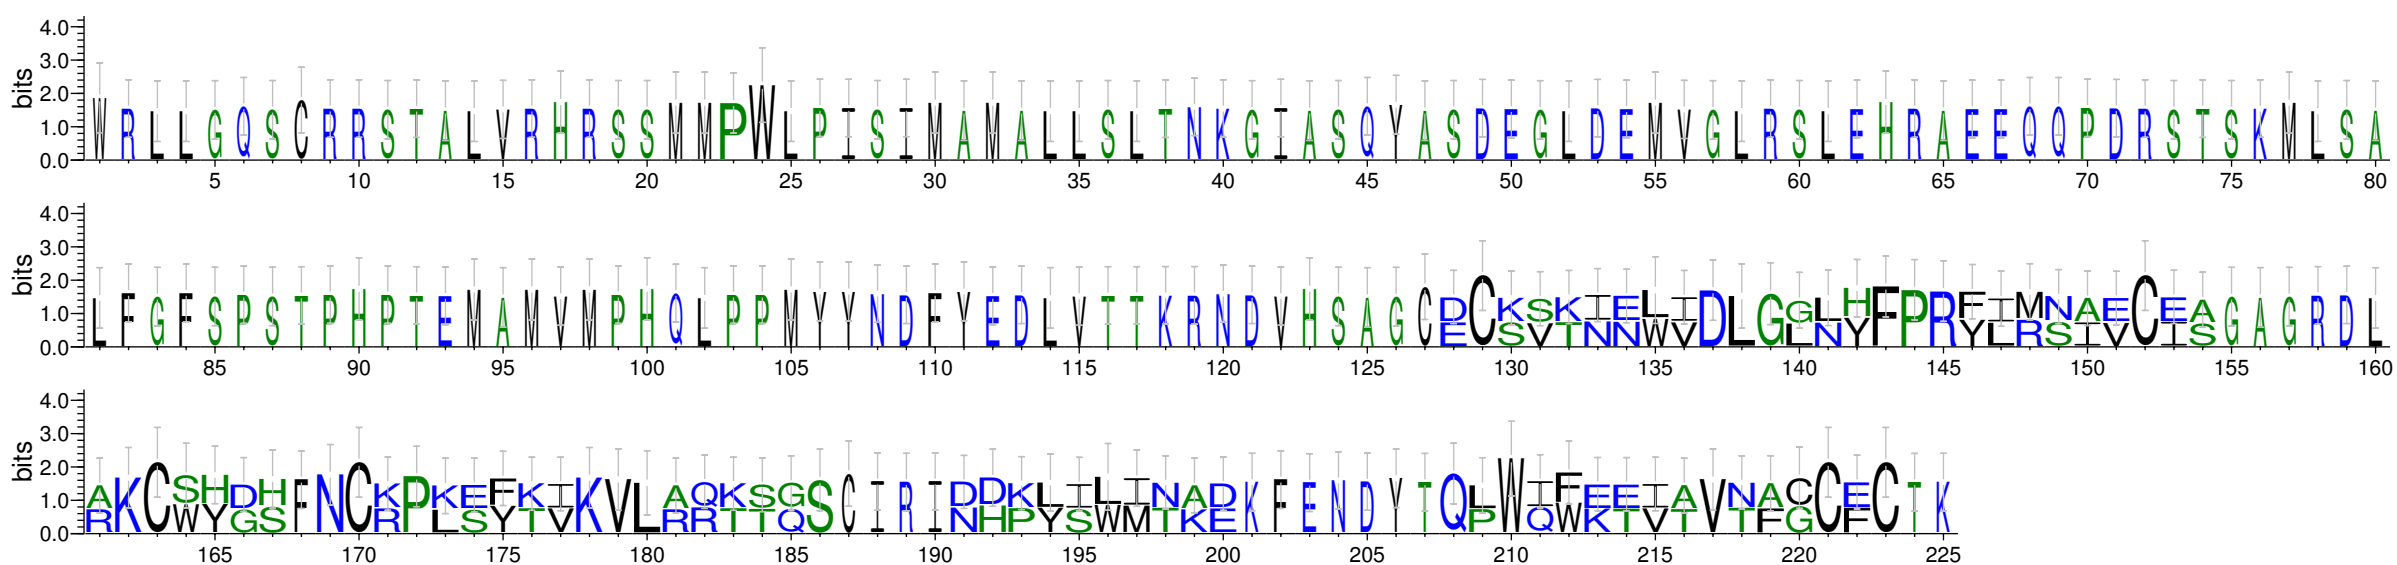 4.0
3.0
2.0
1.0
0.0
bits
WRLLGQSCRRSTALVRHRSSMMPWLPISIMAMALLSLTNKGIASQYASDEGLDEMVGLRSLEHRAEEQQPDRSTSKMLSA
5 10 15 20 25 30 35 40 45 50 55 60 65 70 75 80
4.0
3.0
2.0
1.0
0.0
bits
LFGFSPSTPHPTEMAMVMPHQLPPMYYNDFYEDLVTTKRNDVHSAGCDCKSKIELIDLGGLHFPRFIMNAECEAGAGRDL
ESVTNNWVLNYYLRSIVIS
85 90 95 100 105 110 115 120 125 130 135 140 145 150 155 160
4.0
3.0
2.0
1.0
0.0
bits
AKCSHDHFNCKPKEFKIKVLAQKSGSCIRIDDKLILINADKFENDYTQLWIFEEIAVNACCECTK
RWYGSRLSYTVRRTTQNHPYSWMTKEPQWKTVTTFGF
165 170 175 180 185 190 195 200 205 210 215 220 225